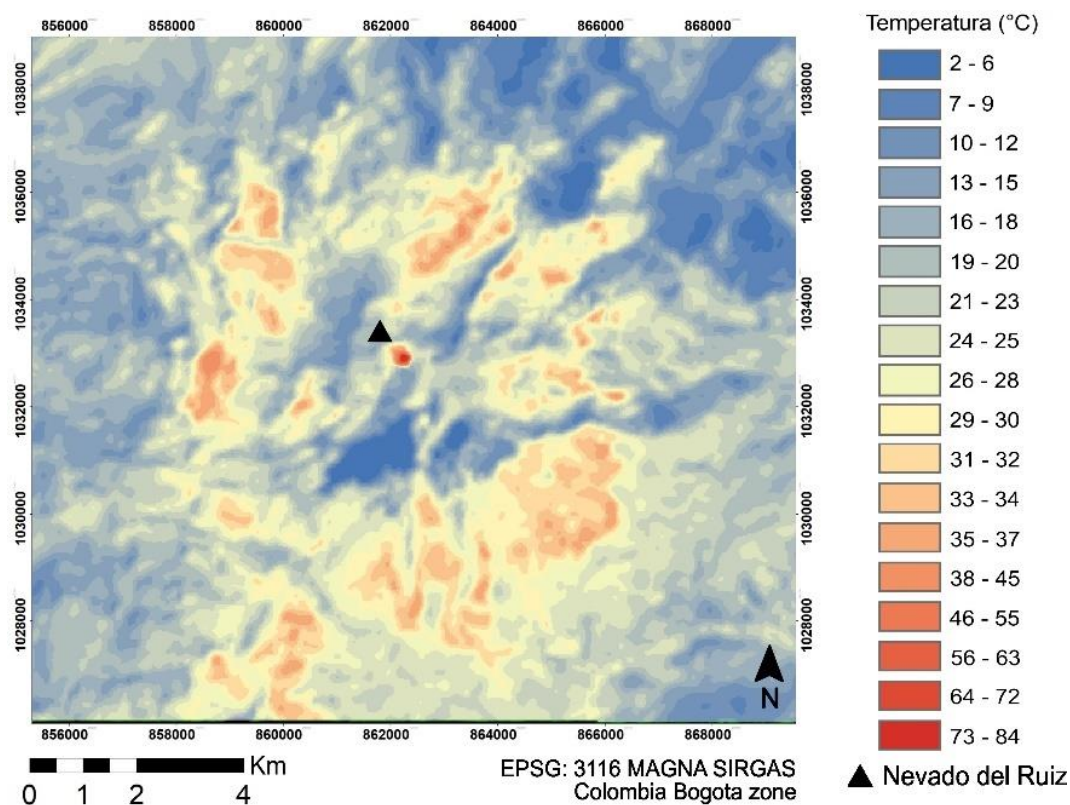 856000 858000 860000 862000 864000 866000 868000
Temperatura (°C)
2 - 6
7 - 9
10 - 12
13 - 15
16 - 18
19 - 20
21 - 23
24 - 25
26 - 28
29 - 30
31 - 32
33 - 34
35 - 37
38 - 45
46 - 55
56 - 63
64 - 72
73 - 84
Nevado del Ruiz
1038000 1038000
1036000 1036000
1034000 1034000
1032000 1032000
1030000 1030000
1028000 1028000
N
856000 858000 860000 862000 864000 866000 868000
Km
0 1 2 4
EPSG: 3116 MAGNA SIRGAS
Colombia Bogota zone